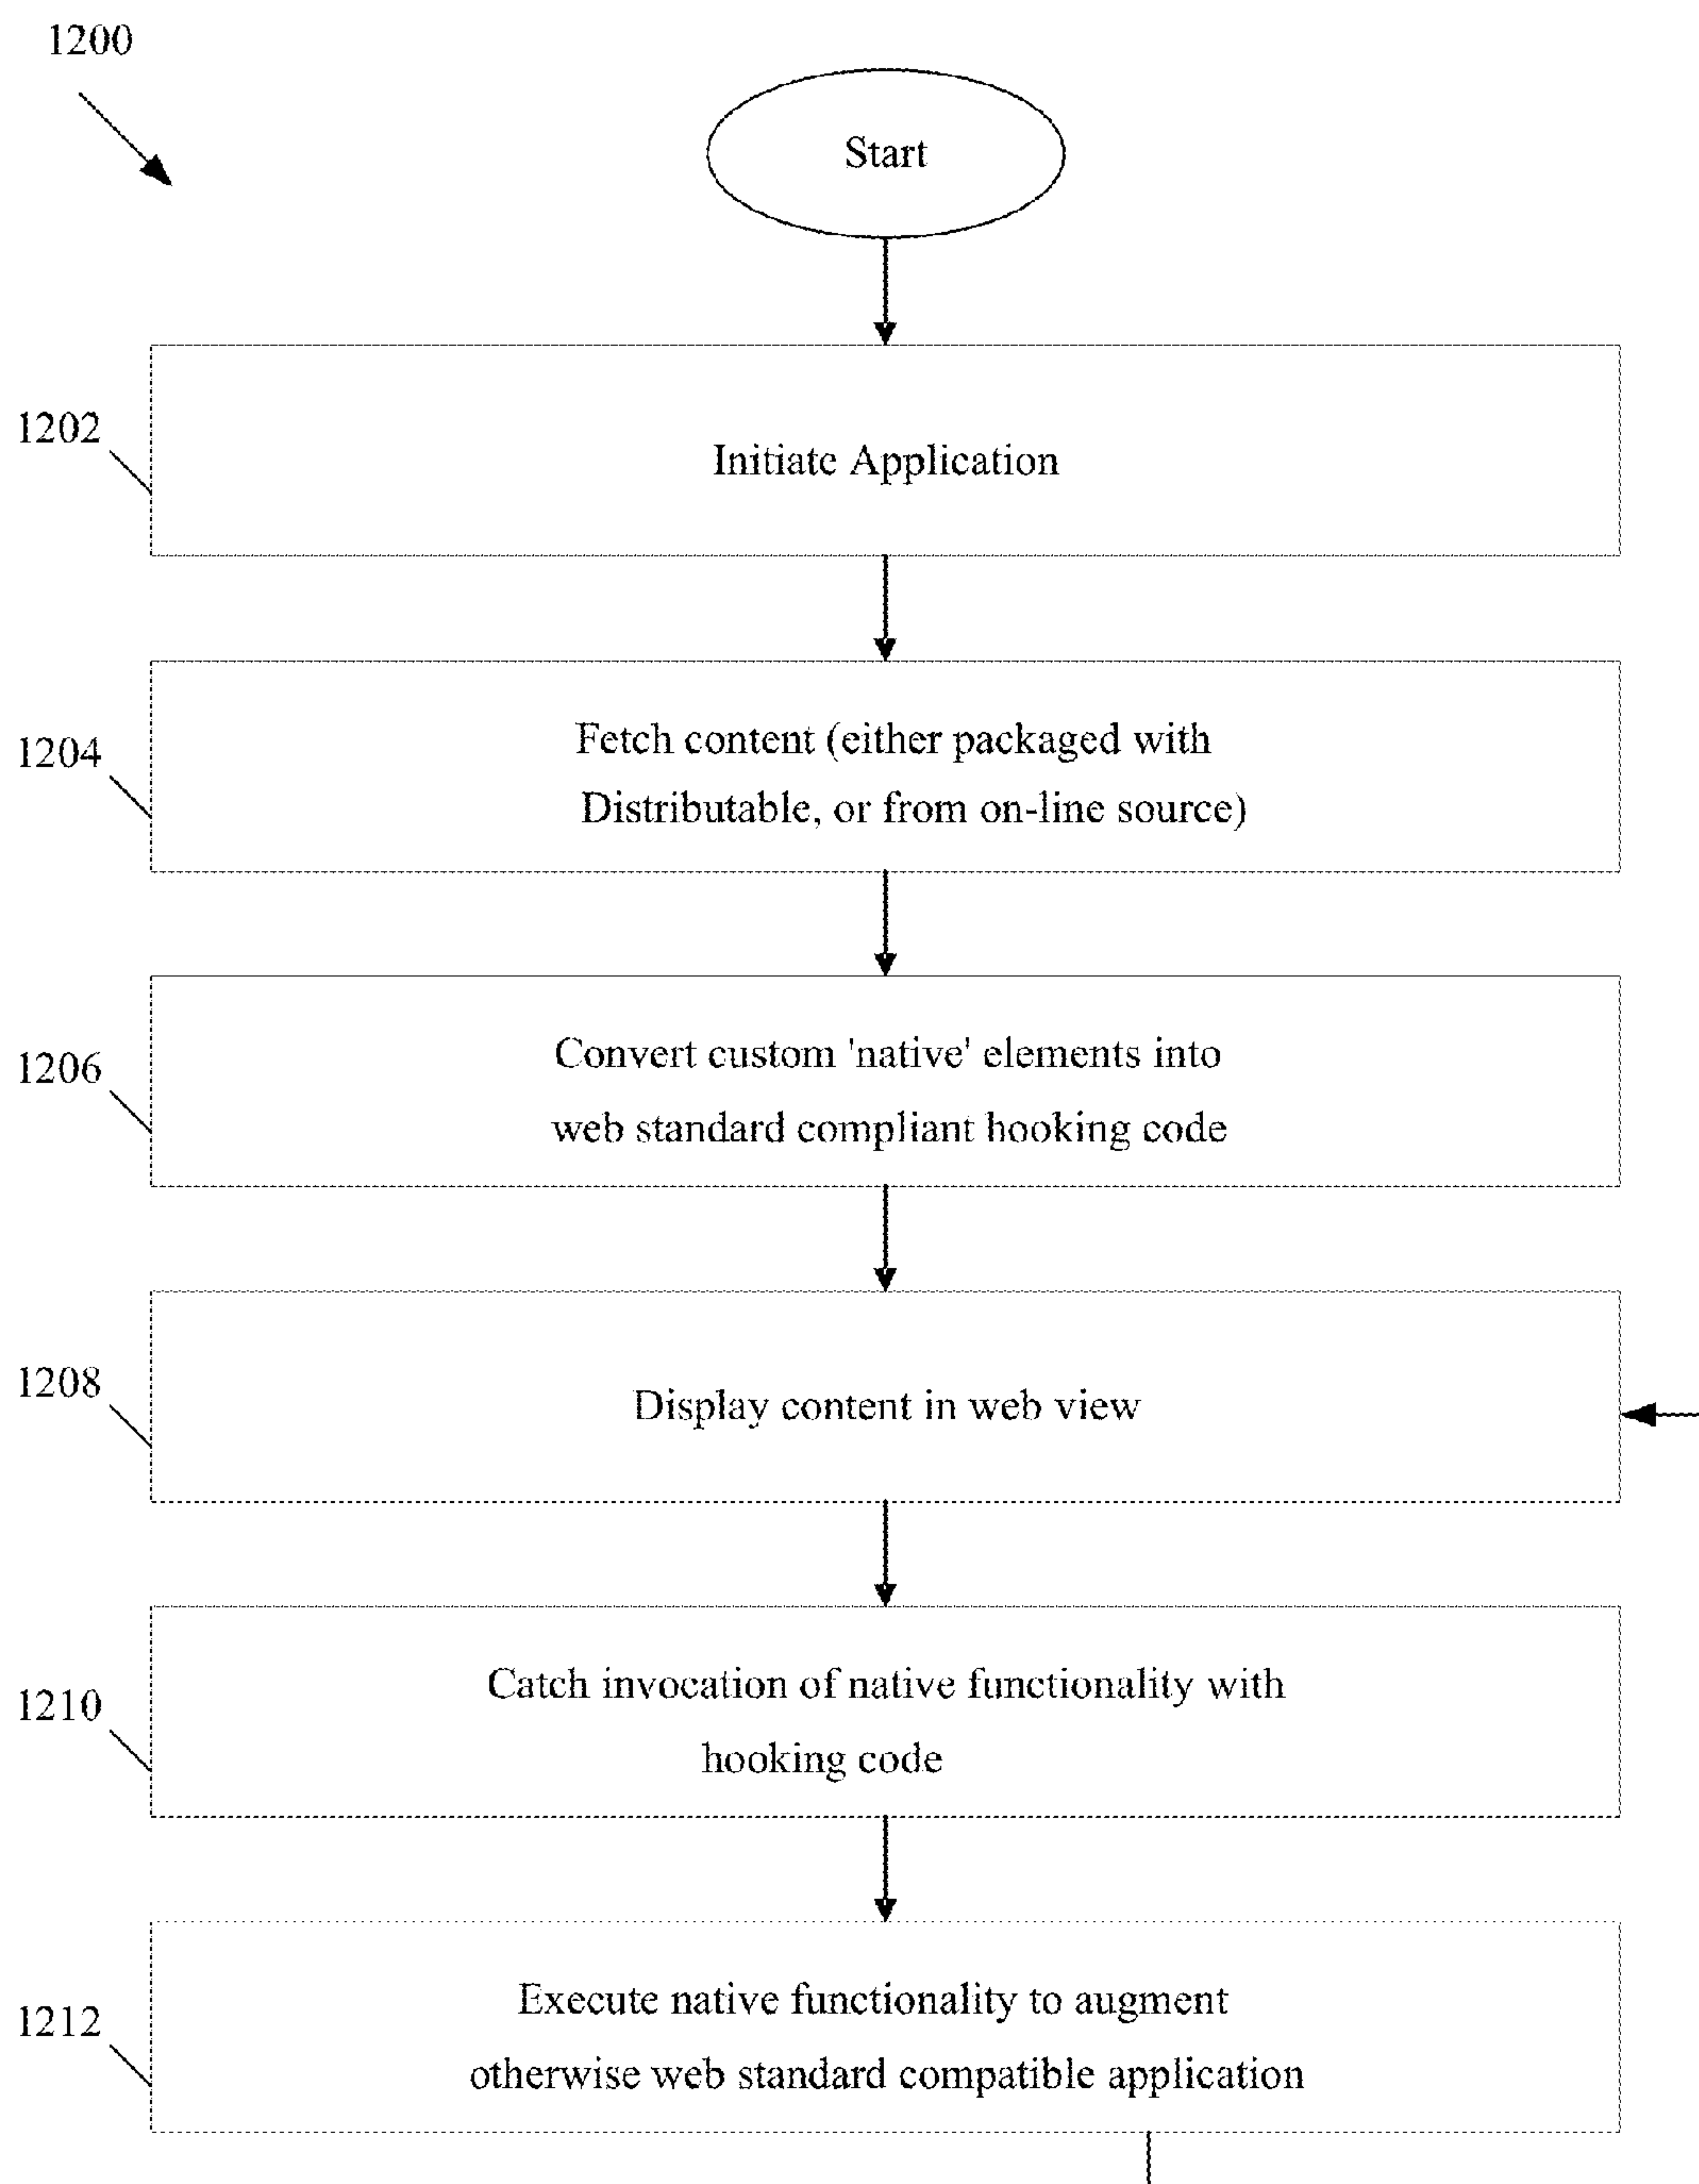 1200
Start
1202
Initiate Application
1204
Fetch content (either packaged with
Distributable, or from on-line source)
1206
Convert custom 'native' elements into
web standard compliant hooking code
1208
Display content in web view
1210
Catch invocation of native functionality with
hooking code
1212
Execute native functionality to augment
otherwise web standard compatible application